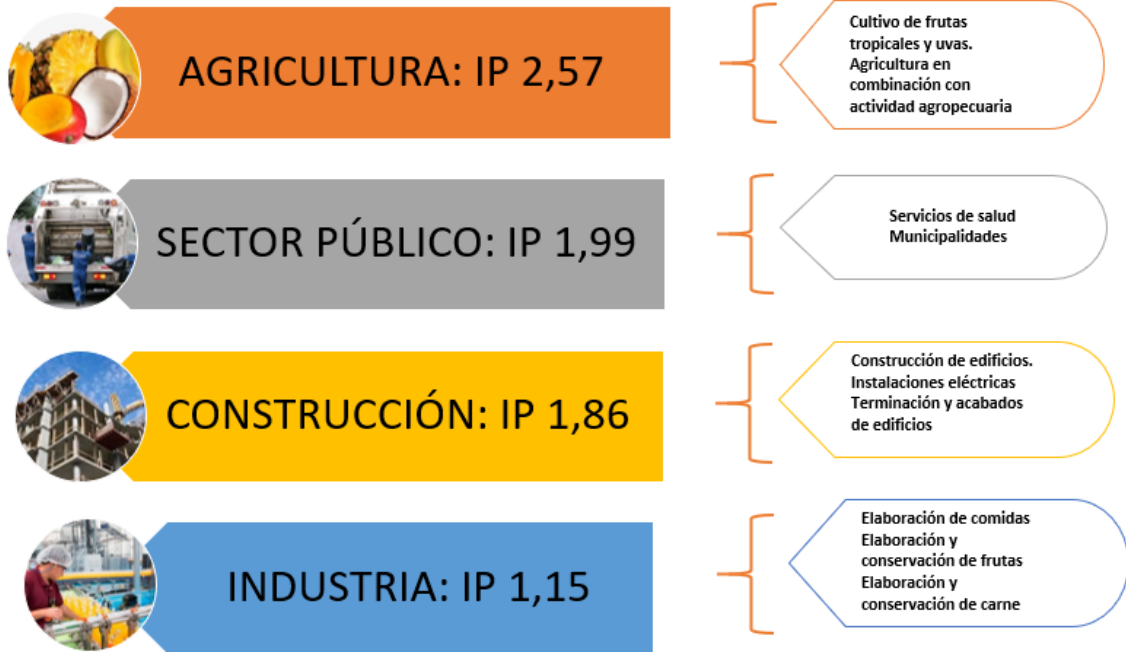 AGRICULTURA: IP 2,57
Cultivo de frutas
tropicales y uvas.
Agricultura en
combinación con
actividad agropecuaria
SECTOR PÚBLICO: IP 1,99
Servicios de salud
Municipalidades
CONSTRUCCIÓN: IP 1,86
Construcción de edificios.
Instalaciones eléctricas
Terminación y acabados
de edificios
INDUSTRIA: IP 1,15
Elaboración de comidas
Elaboración y
conservación de frutas
Elaboración y
conservación de carne